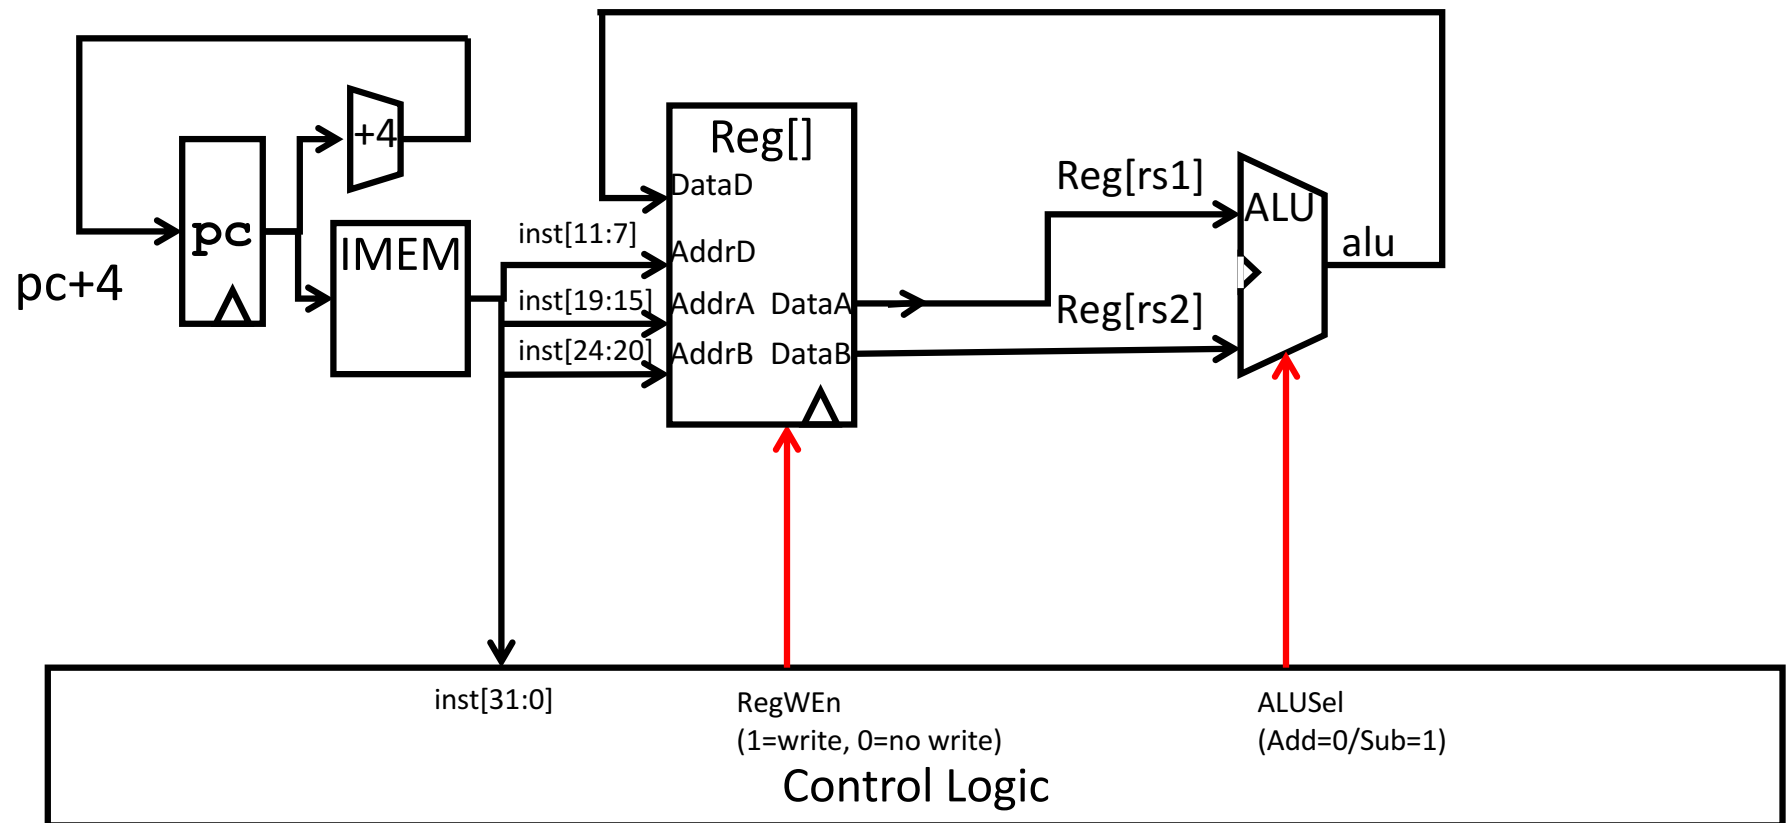 +4
pc
pc+4
IMEM
inst[11:7]
inst[19:15]
inst[24:20]
Reg[]
DataD
AddrD
AddrA DataA
AddrB DataB
Reg[rs1]
Reg[rs2]
ALU
alu
inst[31:0]
RegWEn
(1=write, 0=no write)
ALUSel
(Add=0/Sub=1)
Control Logic